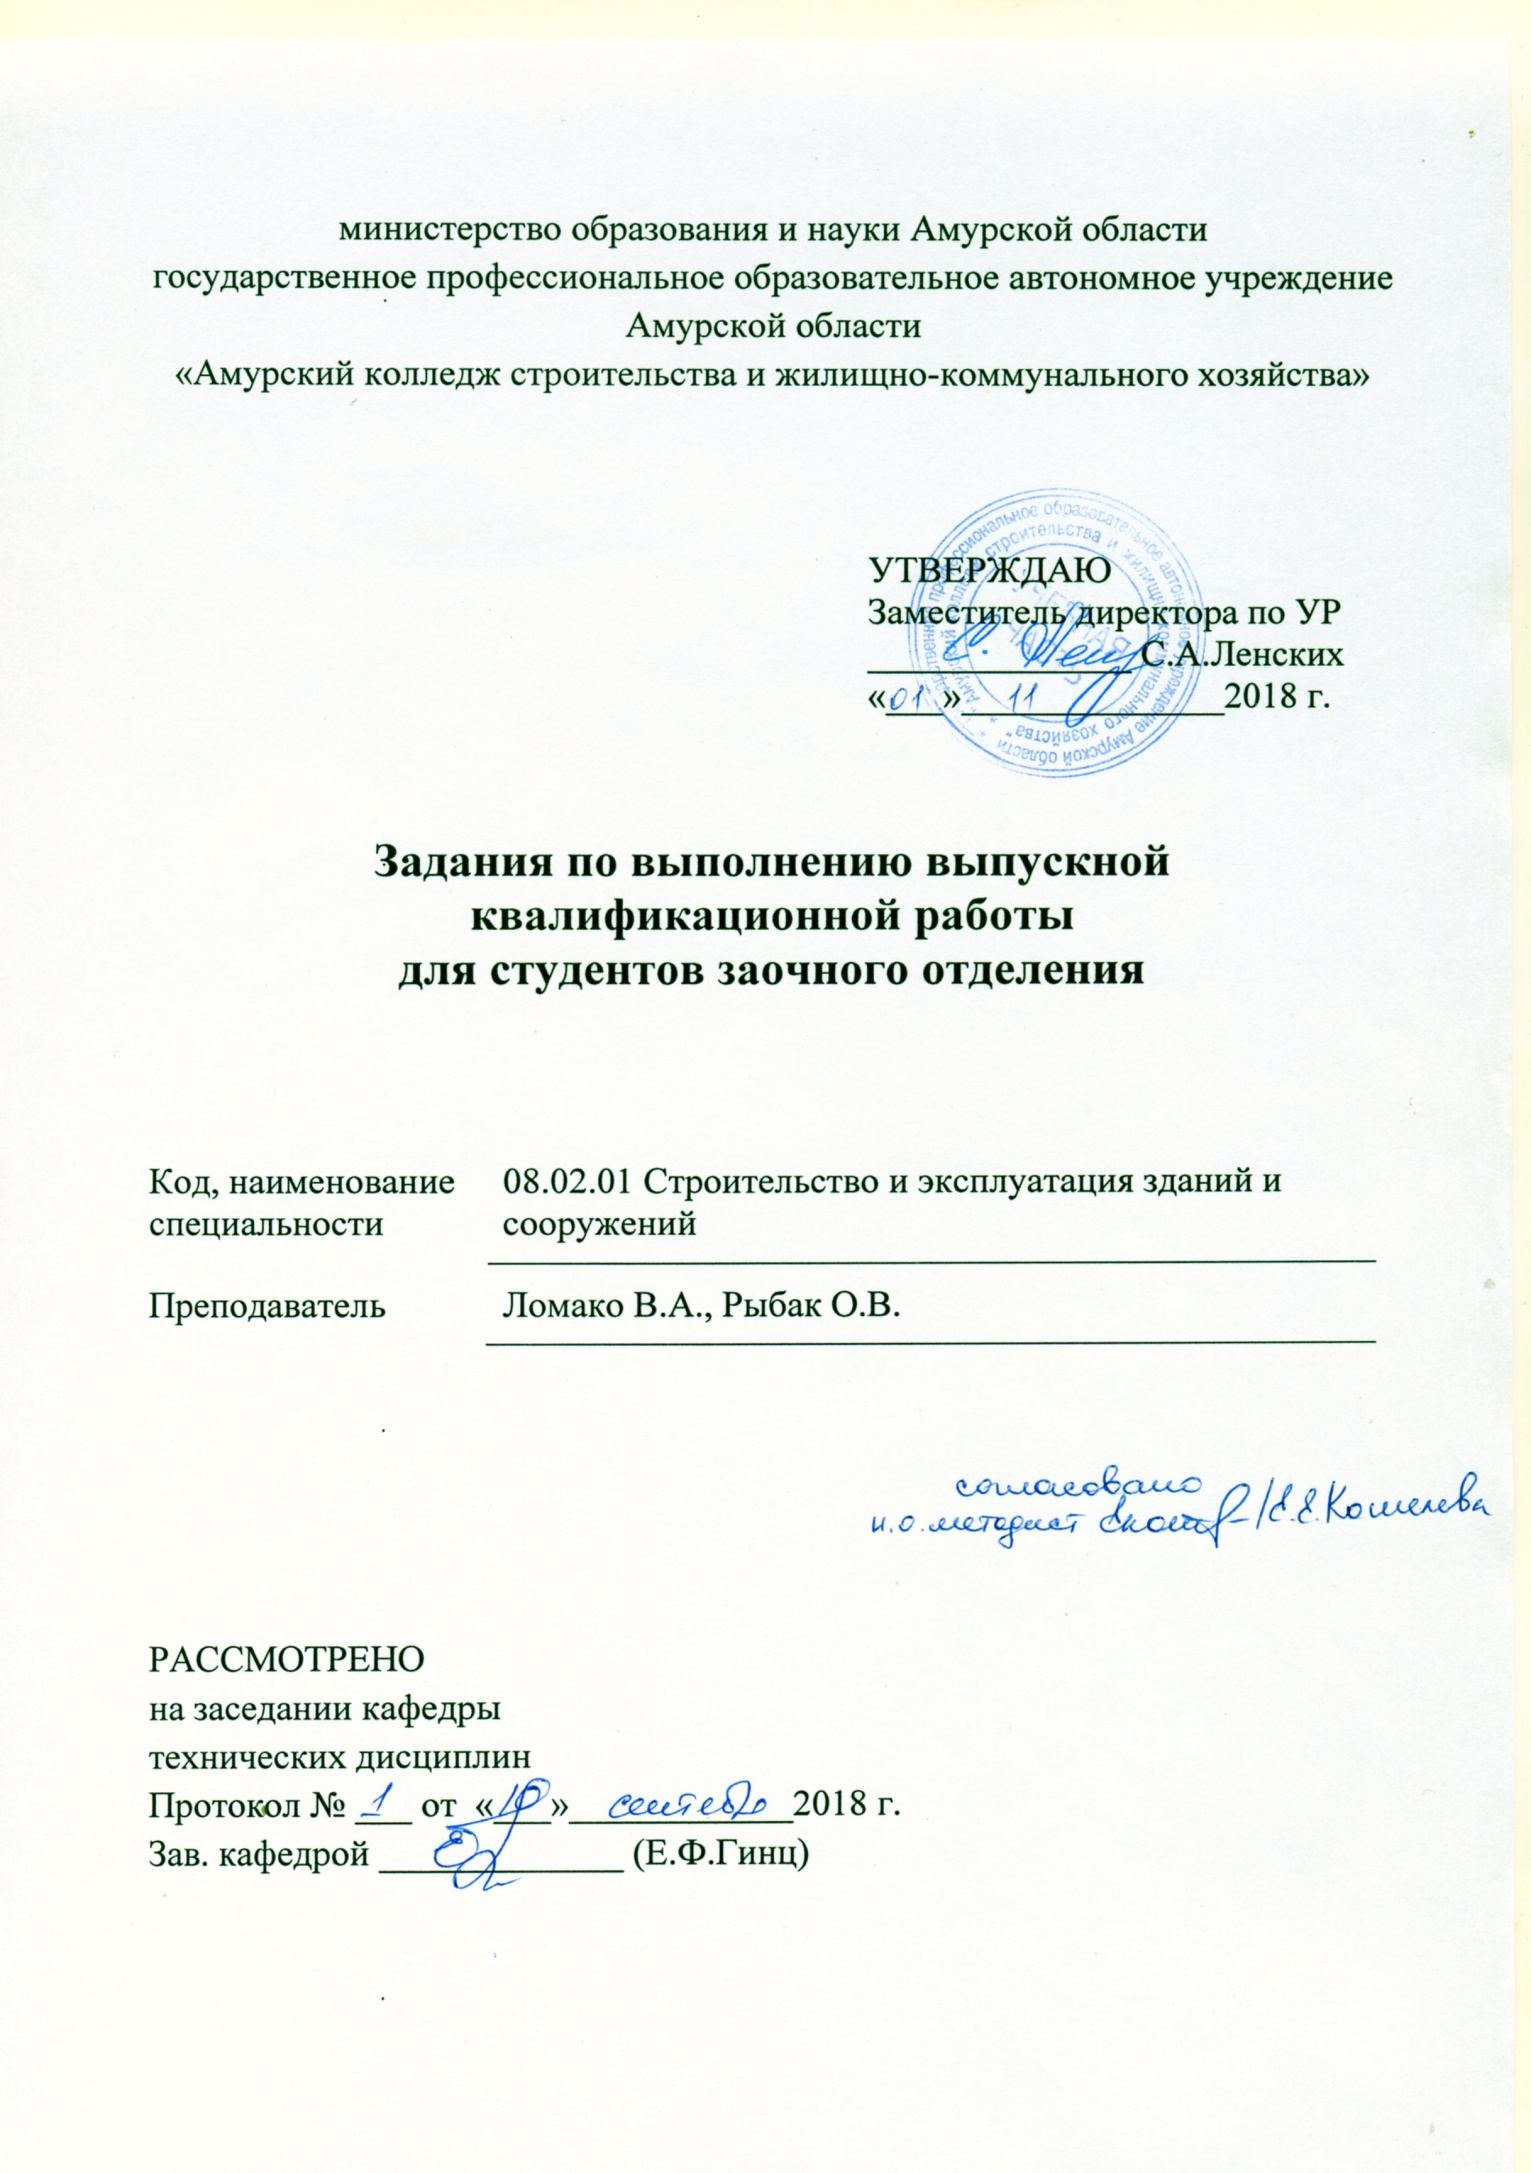 министерство образования и науки Амурской области
государственное профессиональное образовательное автономное учреждение
Амурской области
«Амурский колледж строительства и жилищно-коммунального хозяйства»
УТВЕРЖДАЮ
Заместитель директора по УР
С.А.Ленских
«01» 11 2018 г.
Задания по выполнению выпускной
квалификационной работы
для студентов заочного отделения
Код, наименование 08.02.01 Строительство и эксплуатация зданий и
специальности сооружений
Преподаватель Ломако В.А., Рыбак О.В.
согласовано
и.о.методист /Е.Е.Кошелева
РАССМОТРЕНО
на заседании кафедры
технических дисциплин
Протокол № 1 от « » сентября 2018 г.
Зав. кафедрой (Е.Ф.Гинц)